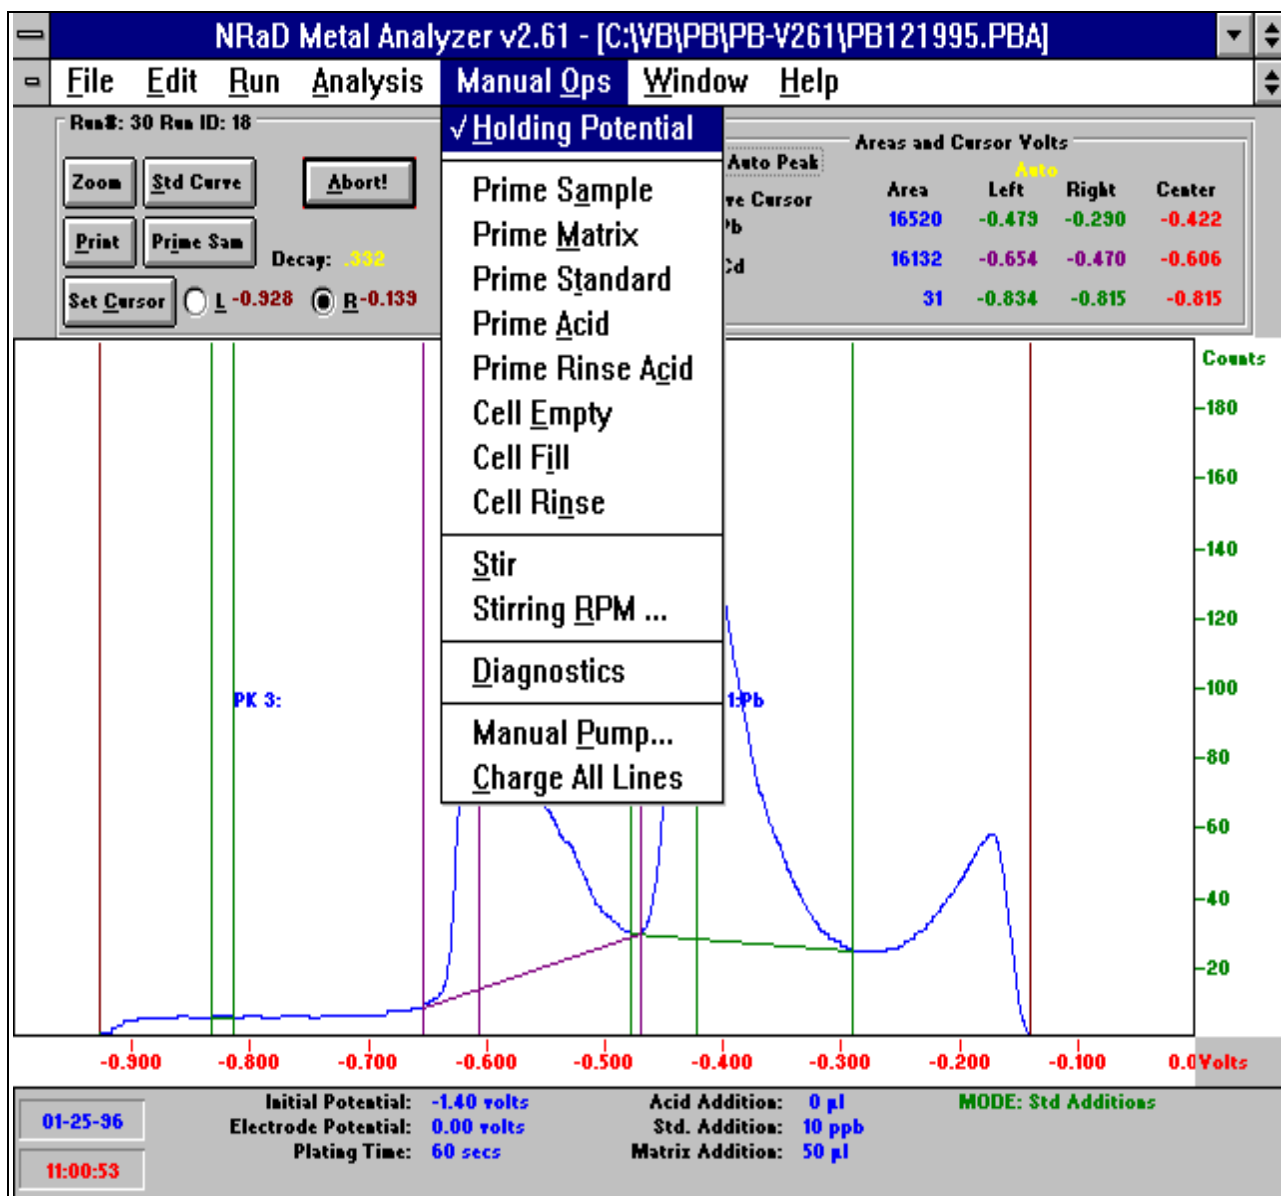 NRaD Metal Analyzer v2.61 - [C:\VB\PB\PB-V261\PB121995.PBA]
File Edit Run Analysis Manual Ops Window Help
Run#: 30 Run ID: 18
Zoom Std Curve Abort!
Print Prime Sam Decay: .332
Set Cursor L -0.928 R -0.139
√ Holding Potential
Prime Sample
Prime Matrix
Prime Standard
Prime Acid
Prime Rinse Acid
Cell Empty
Cell Fill
Cell Rinse
Stir
Stirring RPM ...
Diagnostics
Manual Pump...
Charge All Lines
Auto Peak
ve Cursor
Pb
Cd
Areas and Cursor Volts
Auto
Area Left Right Center
16520 -0.479 -0.290 -0.422
16132 -0.654 -0.470 -0.606
31 -0.834 -0.815 -0.815
Counts
180
160
140
120
100
80
60
40
20
PK 3:
1:Pb
-0.900 -0.800 -0.700 -0.600 -0.500 -0.400 -0.300 -0.200 -0.100 0.0 Volts
01-25-96
11:00:53
Initial Potential: -1.40 volts
Electrode Potential: 0.00 volts
Plating Time: 60 secs
Acid Addition: 0 µl
Std. Addition: 10 ppb
Matrix Addition: 50 µl
MODE: Std Additions